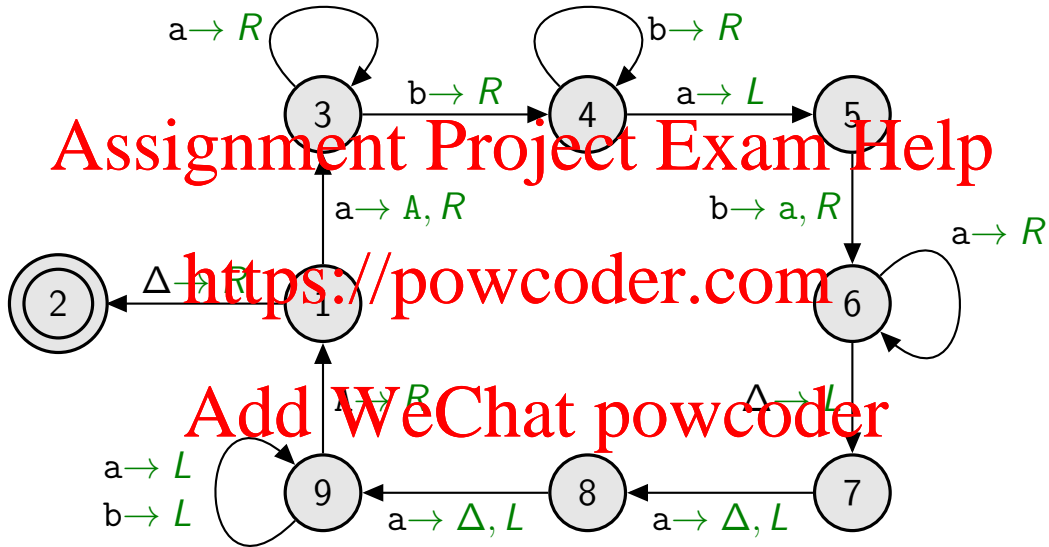 a→ R
b→ R
3
b→ R
4
a→ L
5
Assignment Project Exam Help
a→ A, R
b→ a, R
a→ R
2
Δ→ R
1
6
https://powcoder.com
A→ R
Δ→ L
Add WeChat powcoder
a→ L
b→ L
9
a→ Δ, L
8
a→ Δ, L
7